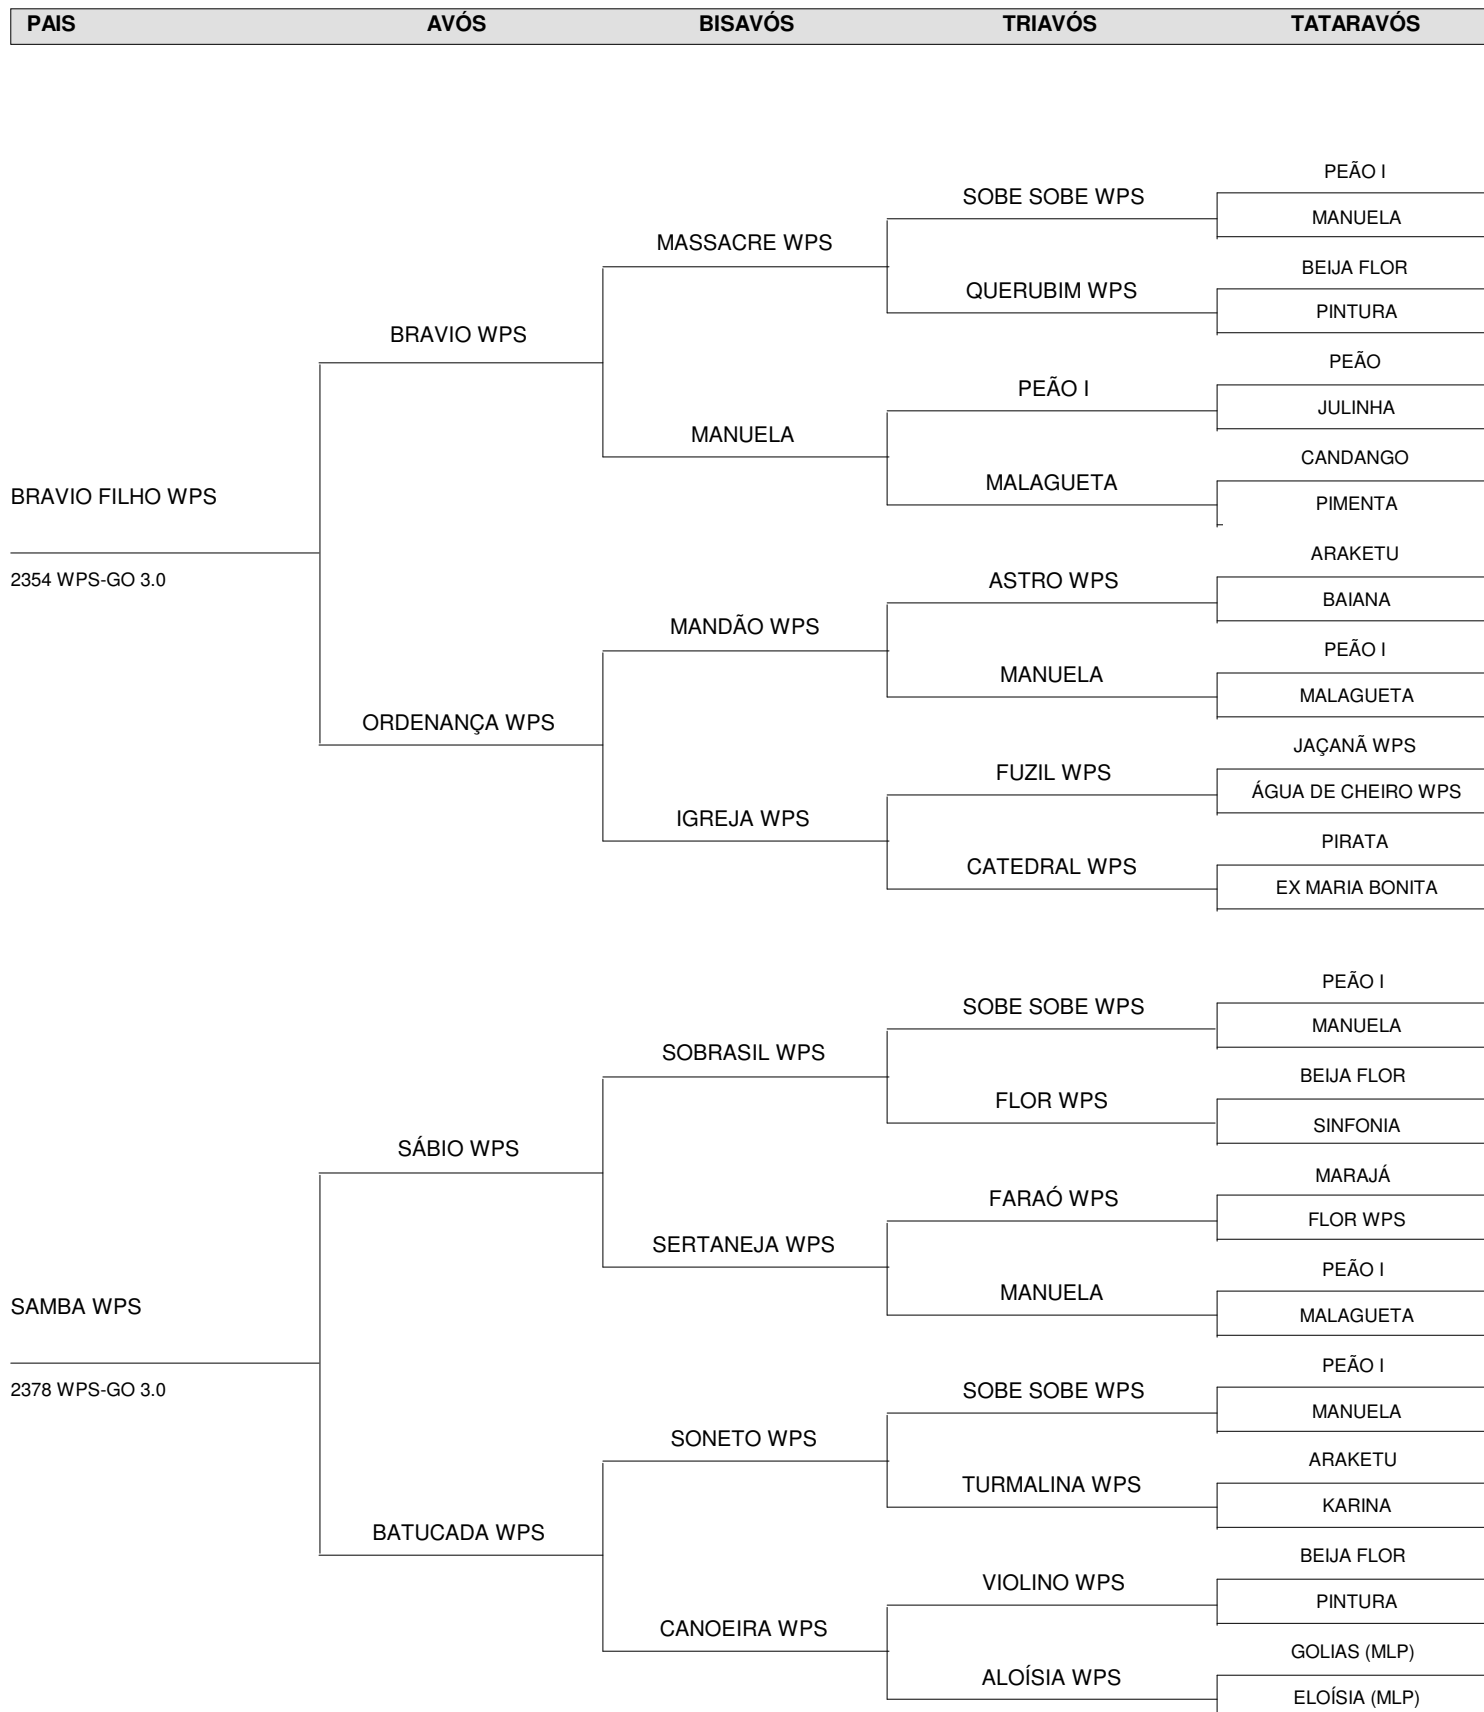 PAIS AVÓS BISAVÓS TRIAVÓS TATARAVÓS
PEÃO I
SOBE SOBE WPS
MANUELA
MASSACRE WPS
BEIJA FLOR
QUERUBIM WPS
PINTURA
BRAVIO WPS
PEÃO
PEÃO I
JULINHA
MANUELA
CANDANGO
MALAGUETA
BRAVIO FILHO WPS
PIMENTA
ARAKETU
2354 WPS-GO 3.0
ASTRO WPS
BAIANA
MANDÃO WPS
PEÃO I
MANUELA
MALAGUETA
ORDENANÇA WPS
JAÇANÃ WPS
FUZIL WPS
ÁGUA DE CHEIRO WPS
IGREJA WPS
PIRATA
CATEDRAL WPS
EX MARIA BONITA
PEÃO I
SOBE SOBE WPS
MANUELA
SOBRASIL WPS
BEIJA FLOR
FLOR WPS
SINFONIA
SÁBIO WPS
MARAJÁ
FARAÓ WPS
FLOR WPS
SERTANEJA WPS
PEÃO I
MANUELA
SAMBA WPS
MALAGUETA
PEÃO I
2378 WPS-GO 3.0
SOBE SOBE WPS
MANUELA
SONETO WPS
ARAKETU
TURMALINA WPS
KARINA
BATUCADA WPS
BEIJA FLOR
VIOLINO WPS
PINTURA
CANOEIRA WPS
GOLIAS (MLP)
ALOÍSIA WPS
ELOÍSIA (MLP)